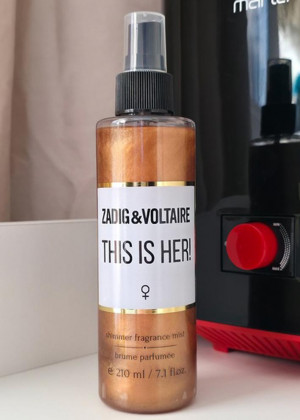 ZADIG&VOLTAIRE
THIS IS HER!
shimmer fragrance mist
brume parfumée
e 210 ml / 7.1 fl.oz.